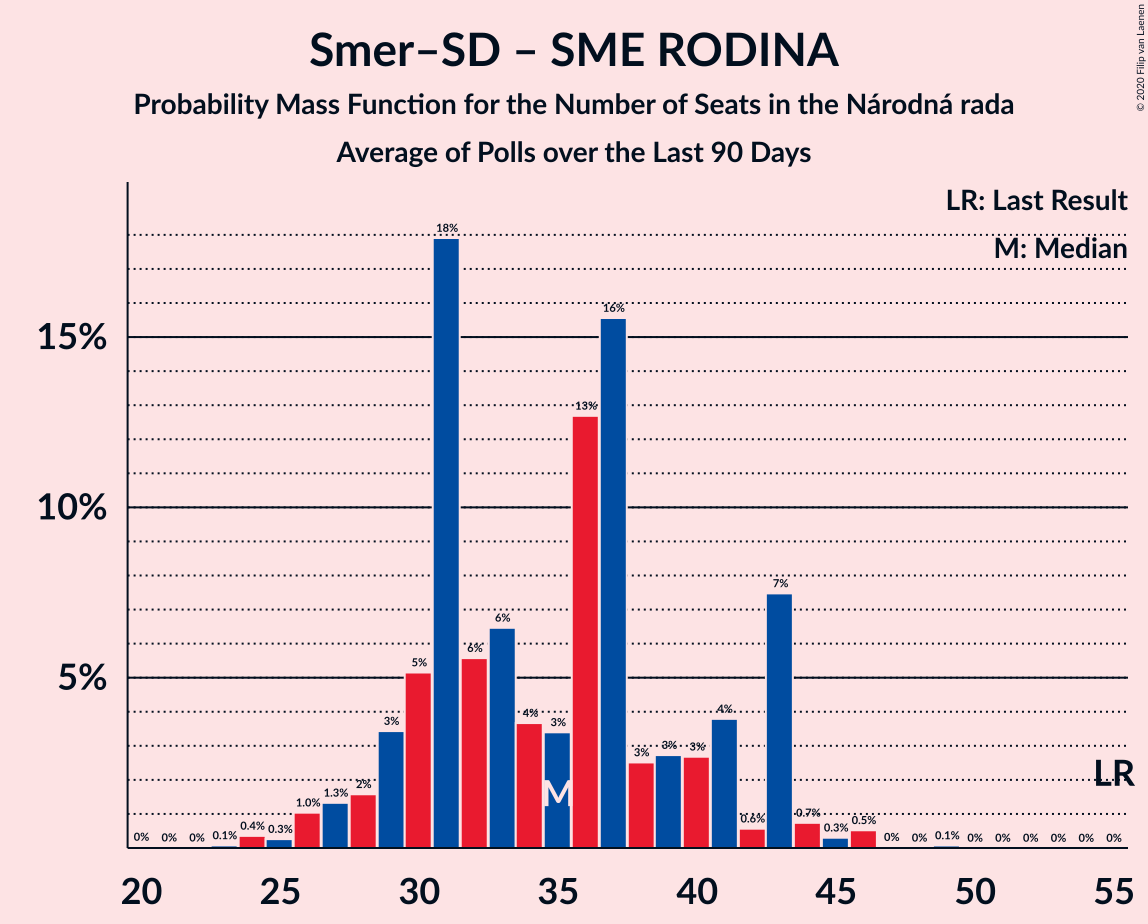 Smer–SD – SME RODINA
Probability Mass Function for the Number of Seats in the Národná rada
Average of Polls over the Last 90 Days
© 2020 Filip van Laenen
LR: Last Result
M: Median
15%
10%
5%
0% 0% 0% 0.1% 0.4% 0.3% 1.0% 1.3% 2% 3% 5% 18% 6% 6% 4% 3% 13% 16% 3% 3% 3% 4% 0.6% 7% 0.7% 0.3% 0.5% 0% 0% 0.1% 0% 0% 0% 0% 0% 0%
M
LR
20 25 30 35 40 45 50 55